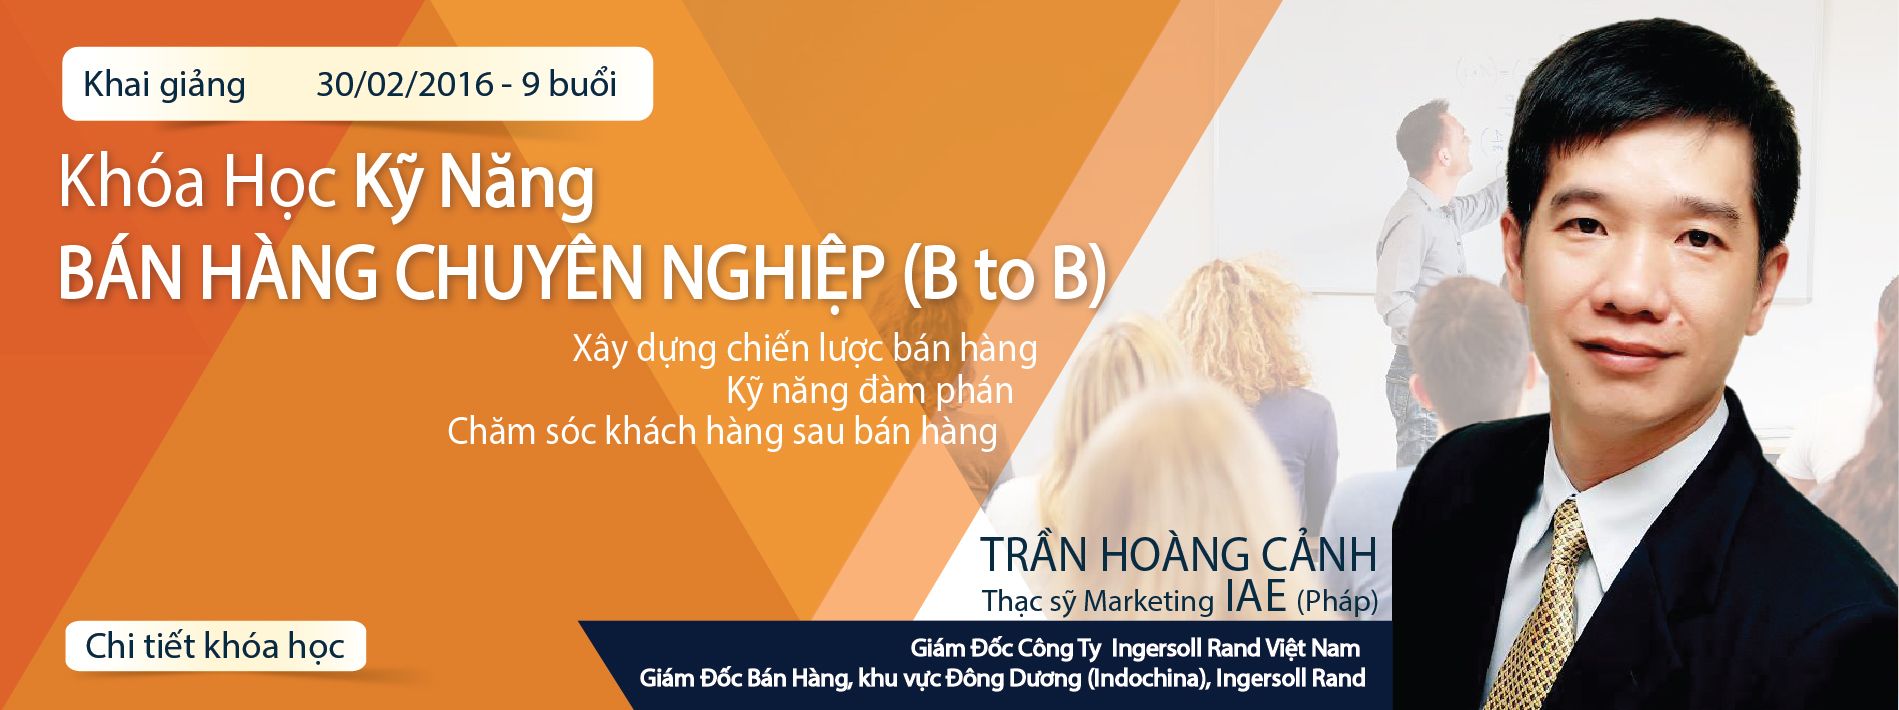 Khai giảng 30/02/2016 - 9 buổi
Khóa Học Kỹ Năng
BÁN HÀNG CHUYÊN NGHIỆP (B to B)
Xây dựng chiến lược bán hàng
Kỹ năng đàm phán
Chăm sóc khách hàng sau bán hàng
TRẦN HOÀNG CẢNH
Thạc sỹ Marketing IAE (Pháp)
Chi tiết khóa học
Giám Đốc Công Ty Ingersoll Rand Việt Nam
Giám Đốc Bán Hàng, khu vực Đông Dương (Indochina), Ingersoll Rand